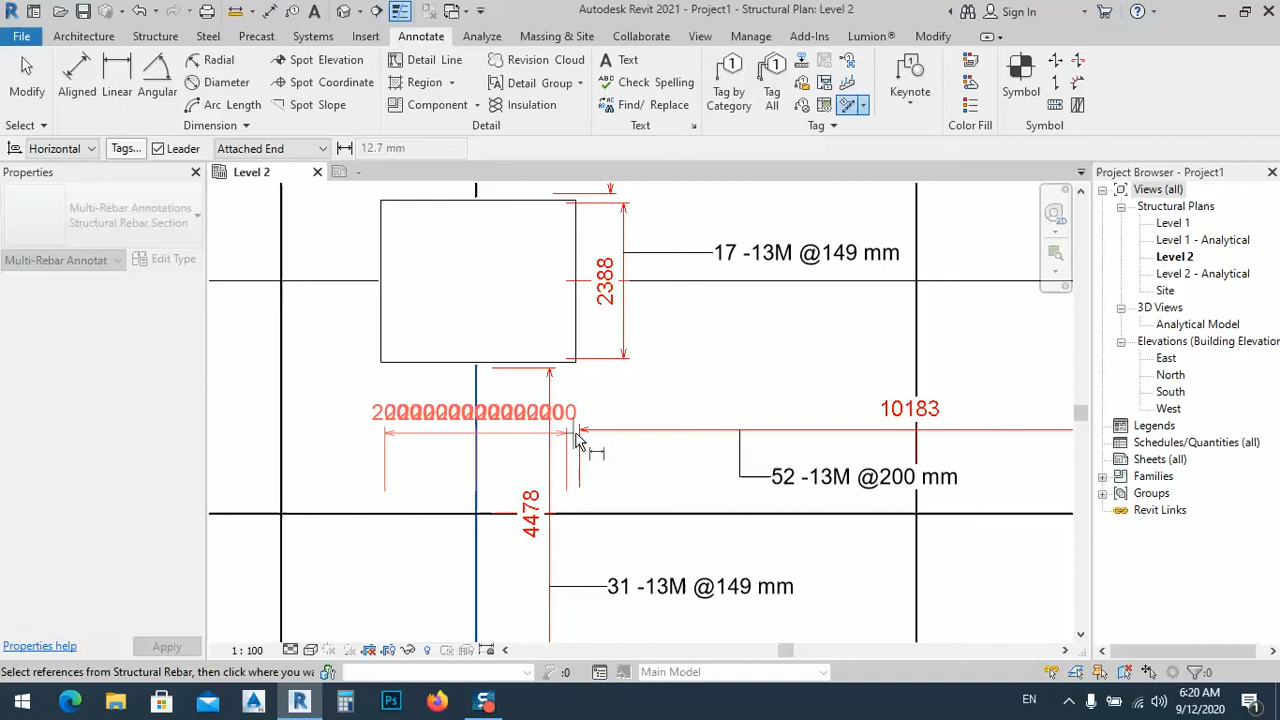 Autodesk Revit 2021 - Project1 - Structural Plan: Level 2
Sign In
File
Architecture
Structure
Steel
Precast
Systems
Insert
Annotate
Analyze
Massing & Site
Collaborate
View
Manage
Add-Ins
Lumion®
Modify
Modify
Aligned
Linear
Angular
Radial
Diameter
Arc Length
Spot Elevation
Spot Coordinate
Spot Slope
Detail Line
Region
Component
Revision Cloud
Detail Group
Insulation
Text
Check Spelling
Find/ Replace
Tag by Category
Tag All
Keynote
Symbol
Select
Dimension
Detail
Text
Tag
Color Fill
Symbol
Horizontal
Tags...
Leader
Attached End
12.7 mm
Properties
Level 2
-
Project Browser - Project1
Multi-Rebar Annotations
Structural Rebar Section
Multi-Rebar Annotat
Edit Type
Views (all)
Structural Plans
Level 1
Level 1 - Analytical
Level 2
Level 2 - Analytical
Site
3D Views
Analytical Model
Elevations (Building Elevation
East
North
South
West
Legends
Schedules/Quantities (all)
Sheets (all)
Families
Groups
Revit Links
2D
17 -13M @149 mm
2388
10183
52 -13M @200 mm
4478
31 -13M @149 mm
Properties help
Apply
1 : 100
Select references from Structural Rebar, then click where you wa
:0
Main Model
:0
EN
6:20 AM
9/12/2020